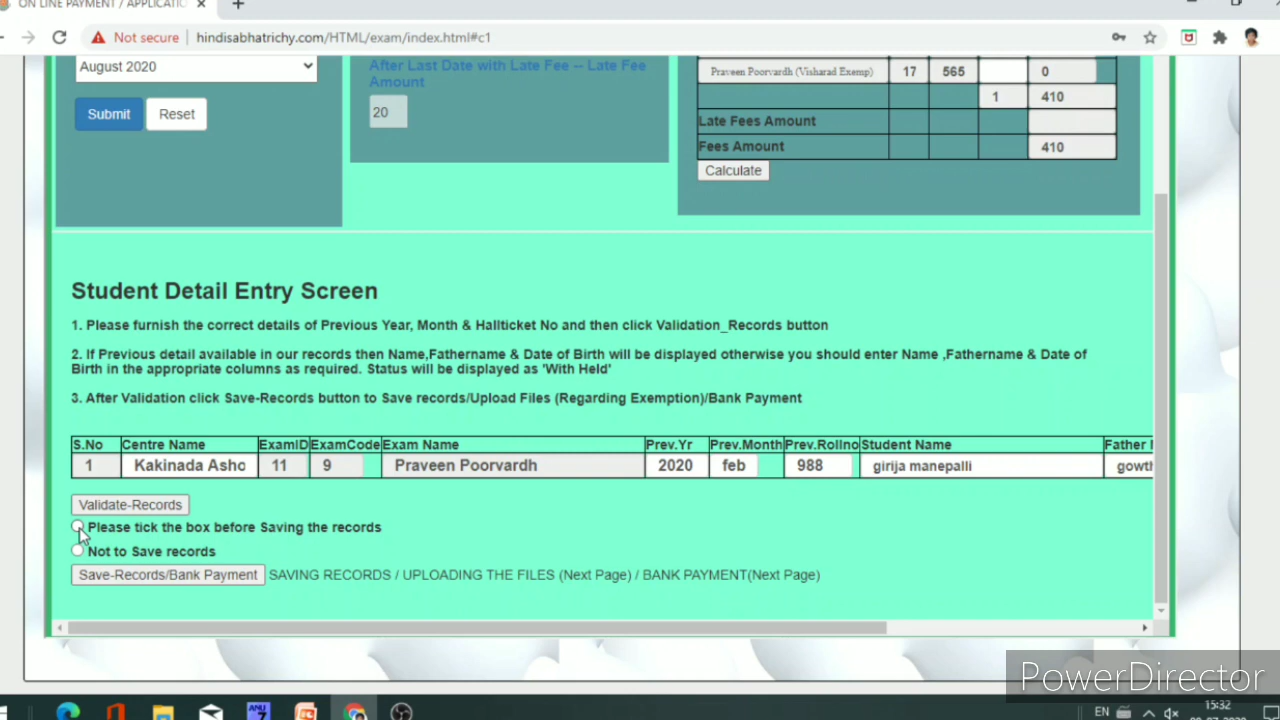 ON LINE PAYMENT / APPLICATIO
Not secure hindisabhatrichy.com/HTML/exam/index.html#c1
August 2020
Submit Reset
After Last Date with Late Fee -- Late Fee
Amount
20
Praveen Poorvardh (Visharad Exemp) 17 565 0
1 410
Late Fees Amount
Fees Amount 410
Calculate
Student Detail Entry Screen
1. Please furnish the correct details of Previous Year, Month & Hallticket No and then click Validation_Records button
2. If Previous detail available in our records then Name,Fathername & Date of Birth will be displayed otherwise you should enter Name ,Fathername & Date of
Birth in the appropriate columns as required. Status will be displayed as 'With Held'
3. After Validation click Save-Records button to Save records/Upload Files (Regarding Exemption)/Bank Payment
S.No Centre Name ExamID ExamCode Exam Name Prev.Yr Prev.Month Prev.Rollno Student Name Father
1 Kakinada Asho 11 9 Praveen Poorvardh 2020 feb 988 girija manepalli gowth
Validate-Records
Please tick the box before Saving the records
Not to Save records
Save-Records/Bank Payment SAVING RECORDS / UPLOADING THE FILES (Next Page) / BANK PAYMENT(Next Page)
PowerDirector
EN 15:32